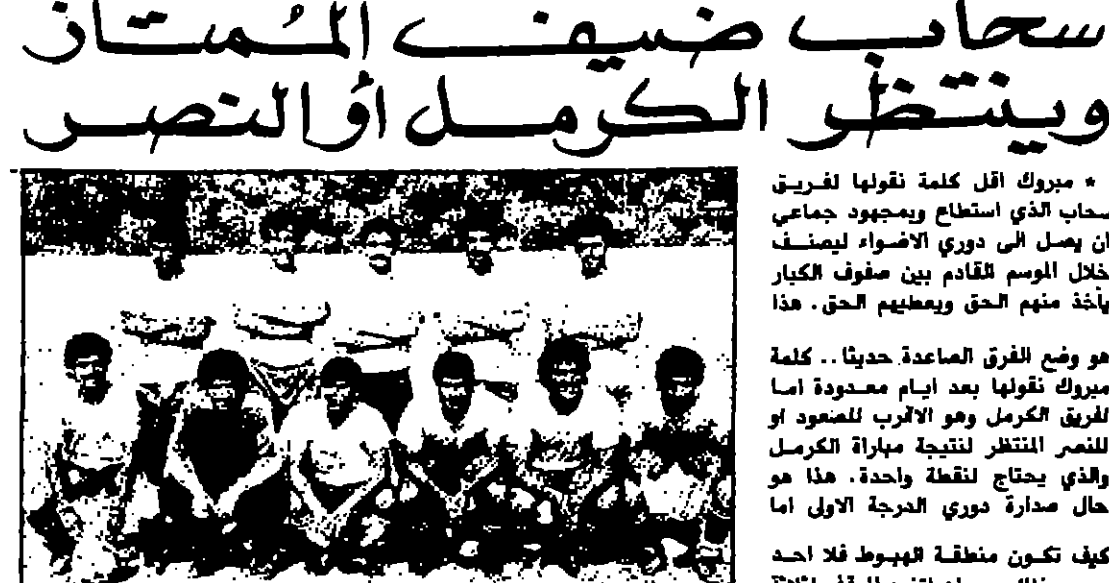 سحاب ضيف الممتاز
وينتظر الكرمل أو النصر
* مبروك اقل كلمة نقولها لفريق
سحاب الذي استطاع وبمجهود جماعي
ان يصل الى دوري الاضواء ليصنف
خلال الموسم القادم بين صفوف الكبار
يأخذ منهم الحق ويعطيهم الحق. هذا
هو وضع الفرق الصاعدة حديثا.. كلمة
مبروك نقولها بعد ايام معدودة اما
لفريق الكرمل وهو الاقرب للصعود او
للنصر المنتظر لنتيجة مباراة الكرمل
والذي يحتاج لنقطة واحدة. هذا هو
حال صدارة دوري الدرجة الاولى اما
كيف تكون منطقة الهبوط فلا احد